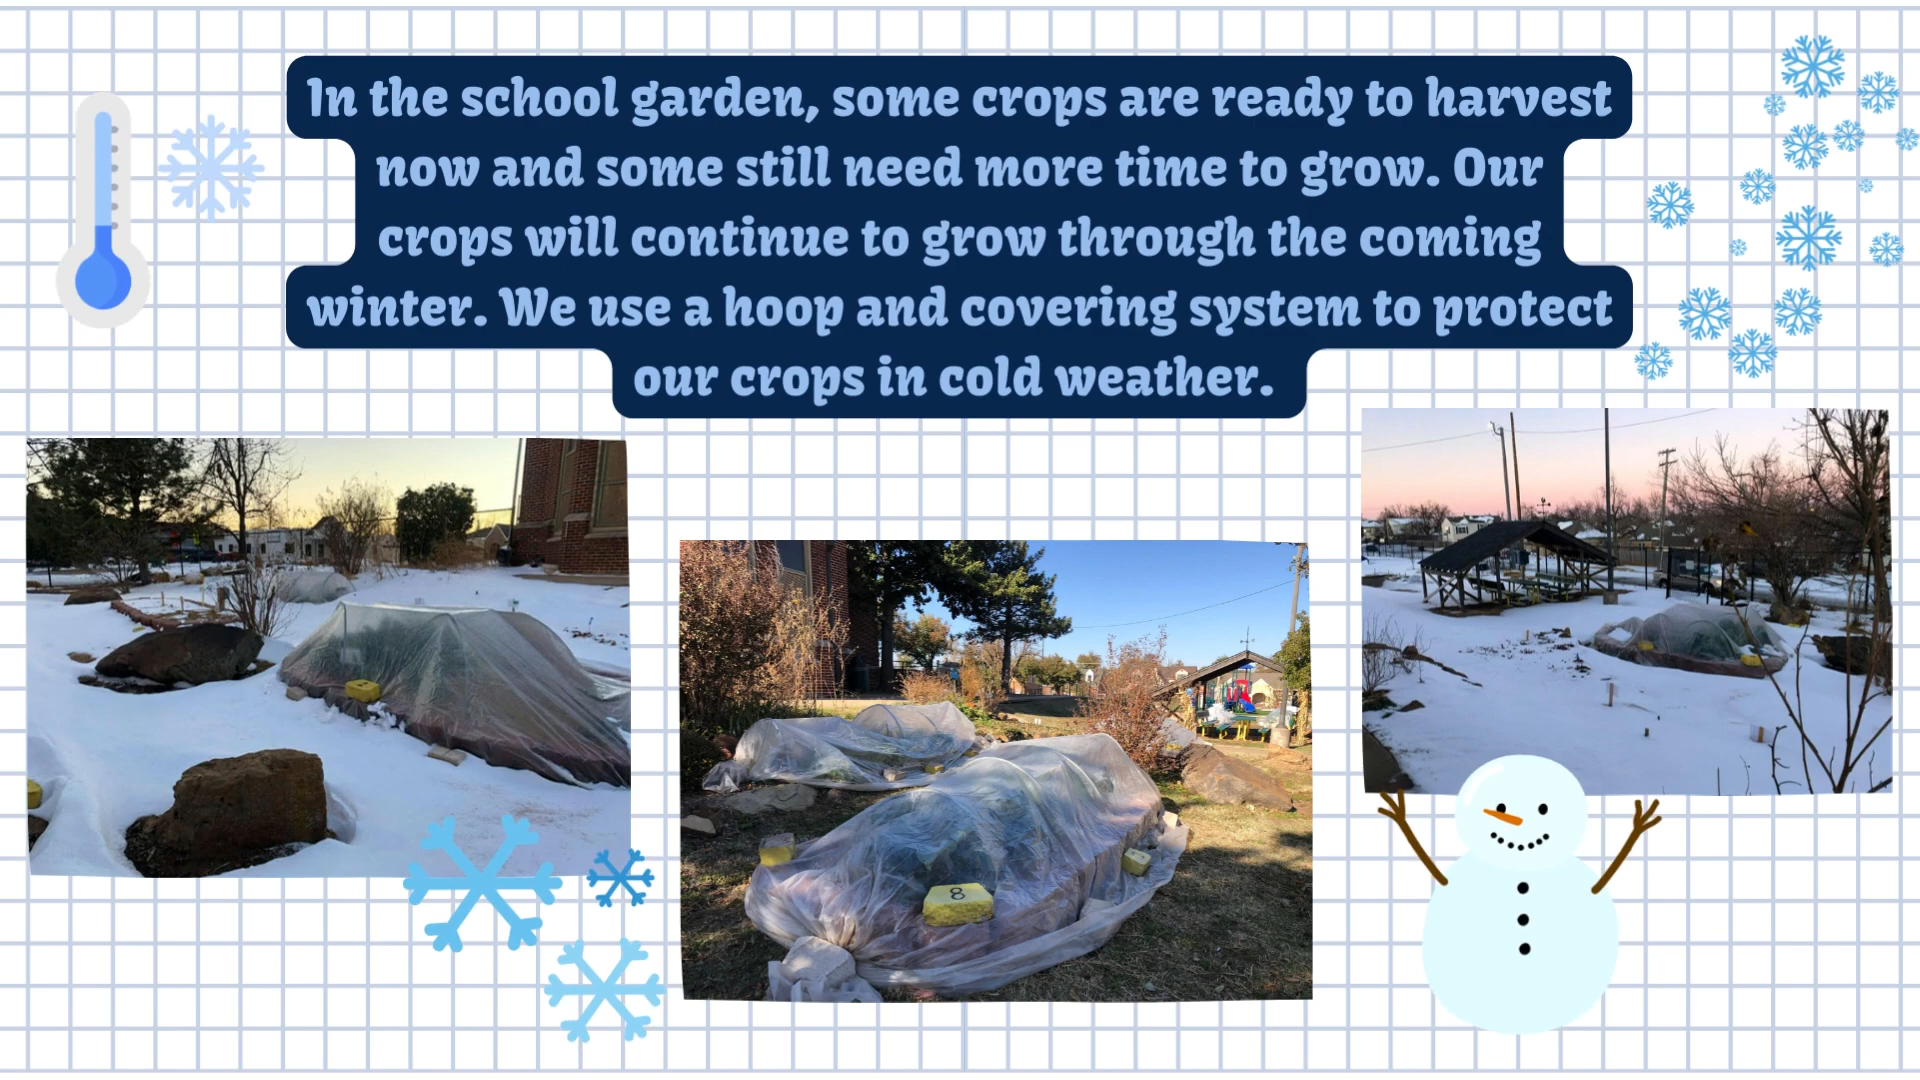 In the school garden, some crops are ready to harvest
now and some still need more time to grow. Our
crops will continue to grow through the coming
winter. We use a hoop and covering system to protect
our crops in cold weather.
8